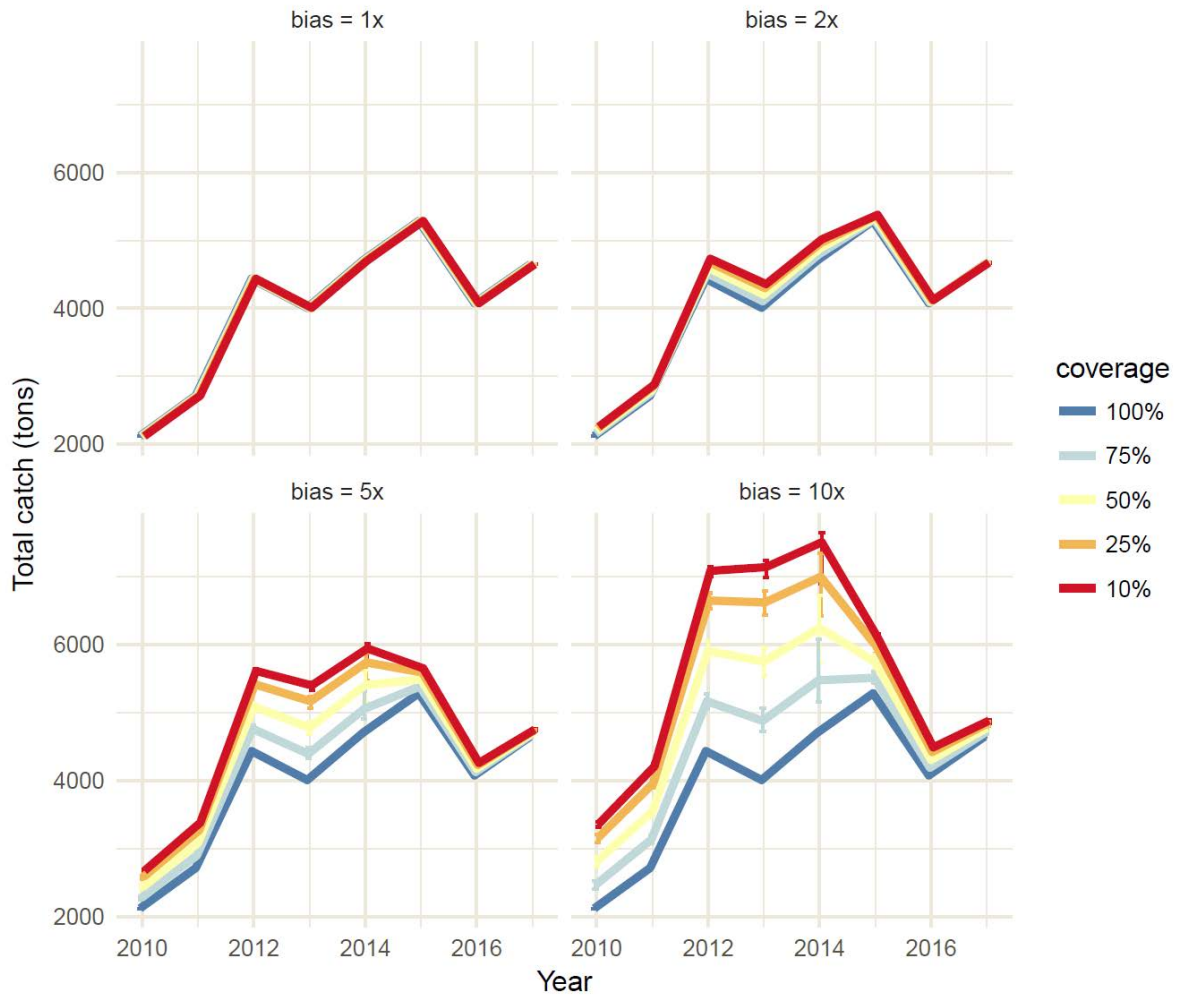 bias = 1x
bias = 2x
6000
4000
2000
bias = 5x
bias = 10x
6000
4000
2000
2010
2012
2014
2016
2010
2012
2014
2016
Year
Total catch (tons)
coverage
100%
75%
50%
25%
10%